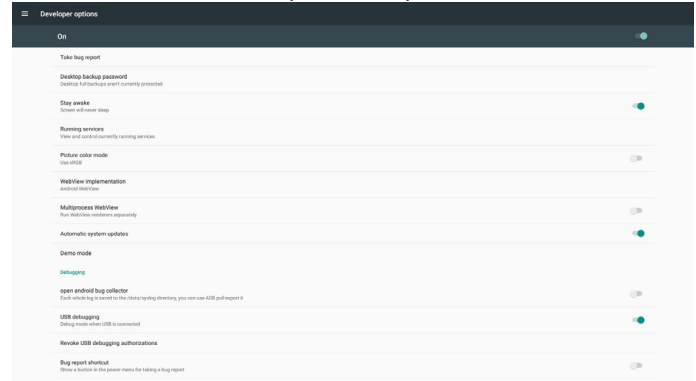 Developer options
On
Take bug report
Desktop backup password
Desktop full backups aren't currently protected
Stay awake
Screen will never sleep
Running services
View and control currently running services
Picture color mode
Use sRGB
WebView implementation
Android WebView
Multiprocess WebView
Run WebView renderers separately
Automatic system updates
Demo mode
Debugging
open android bug collector
Each whole log is saved to the /data/syslog directory, you can use ADB pull report it
USB debugging
Debug mode when USB is connected
Revoke USB debugging authorizations
Bug report shortcut
Show a button in the power menu for taking a bug report